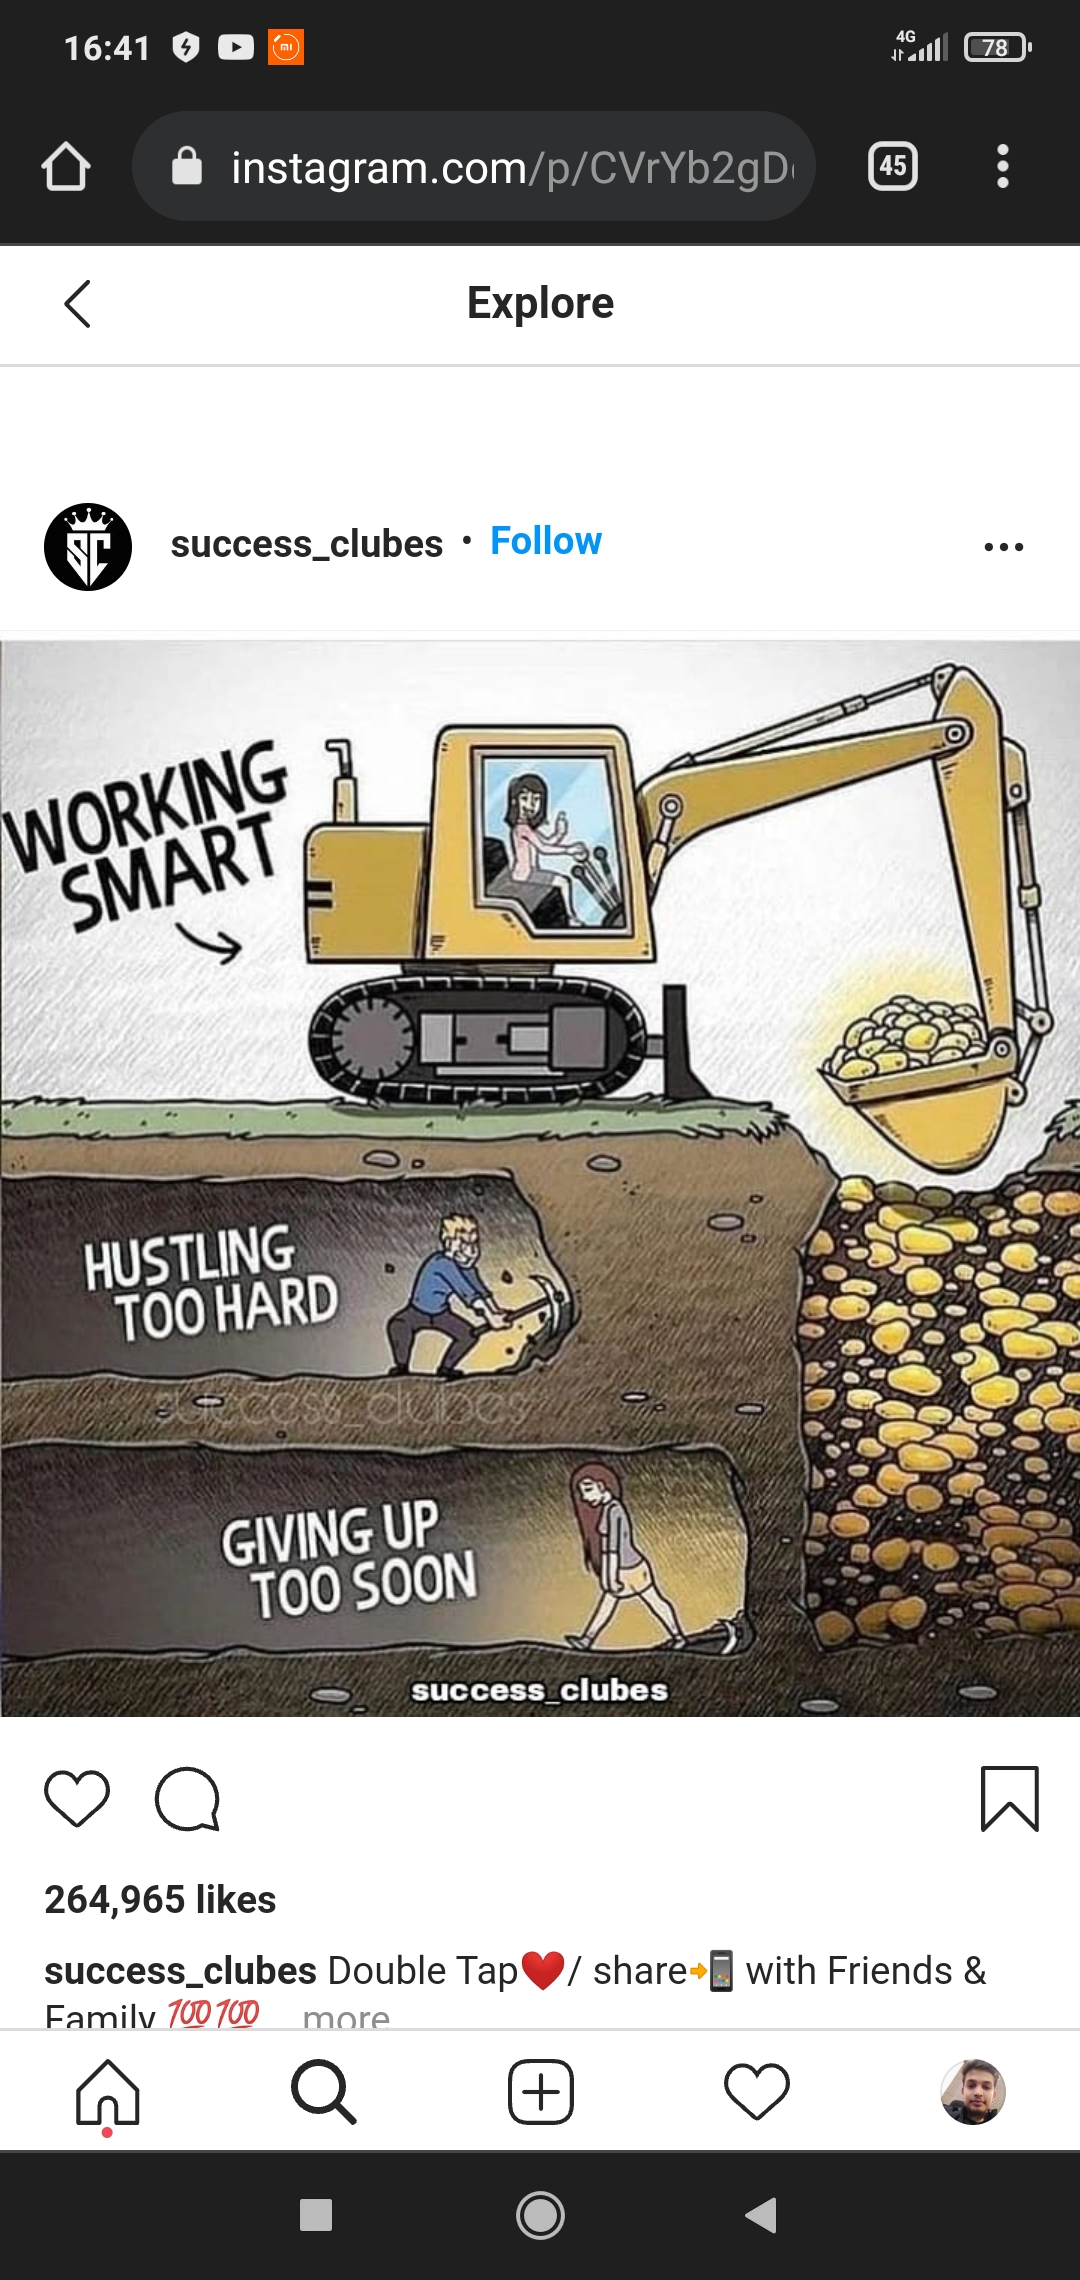 16:41
4G
78
instagram.com/p/CVrYb2gD
45
Explore
success_clubes • Follow
WORKING
SMART
HUSTLING
TOO HARD
success_clubes
GIVING UP
TOO SOON
success_clubes
264,965 likes
success_clubes Double Tap❤️/ share📲 with Friends &
Family 💯💯 more